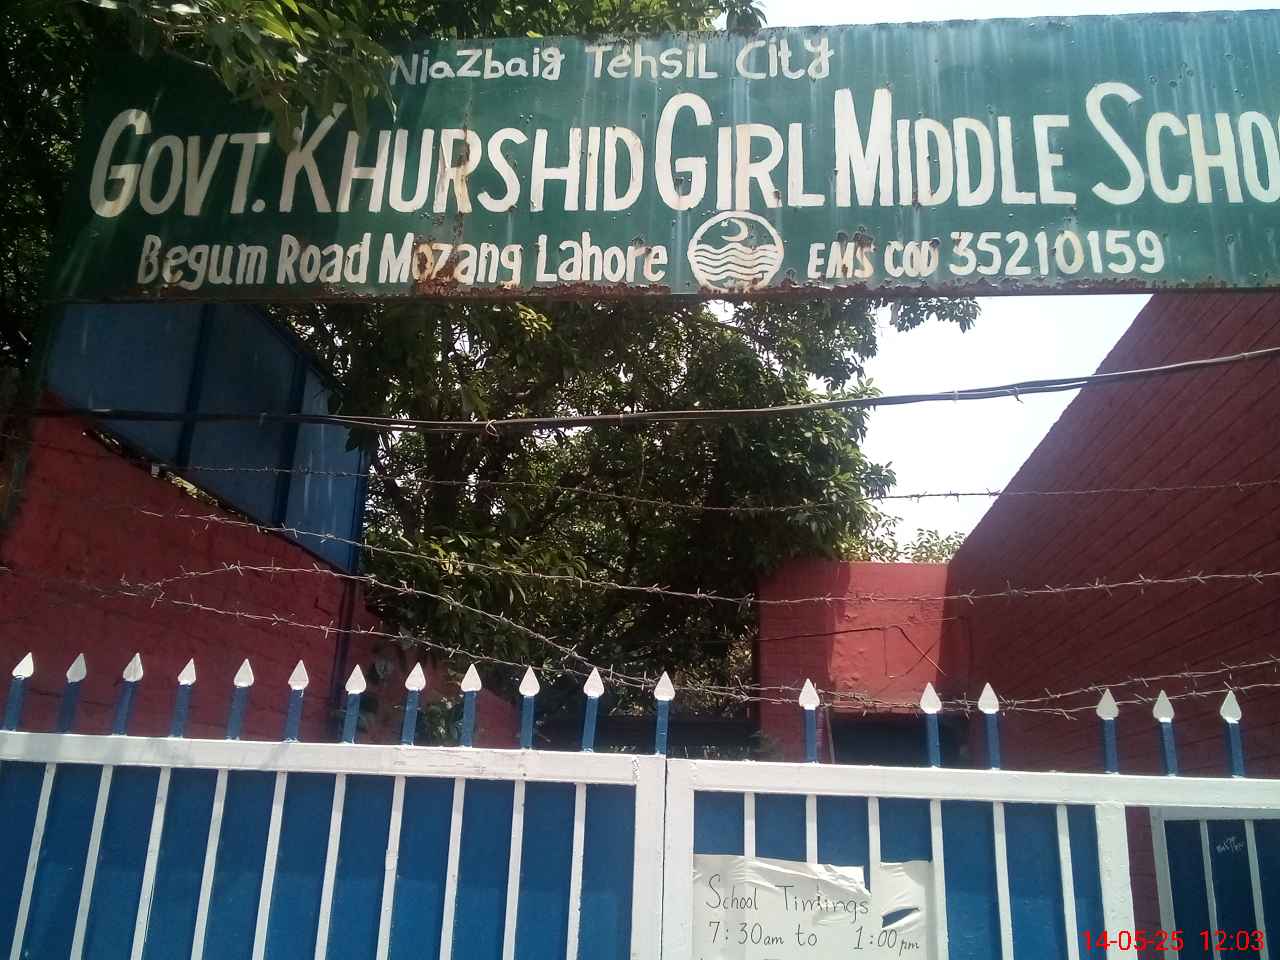 Niazbaig Tehsil City
GOVT. KHURSHID GIRL MIDDLE SCHO
Begum Road Mozang Lahore EMS COD 35210159
School Timings
7:30am to 1:00pm
14-05-25 12:03